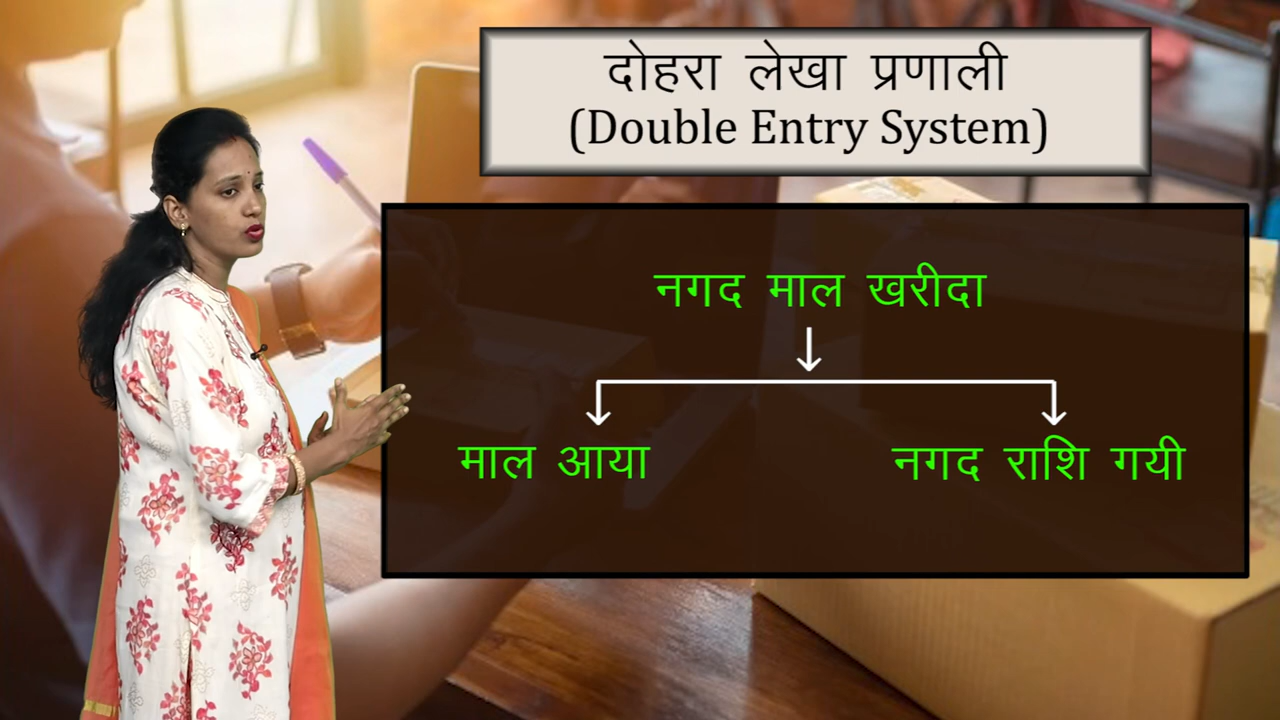 दोहरा लेखा प्रणाली
(Double Entry System)
नगद माल खरीदा
माल आया
नगद राशि गयी